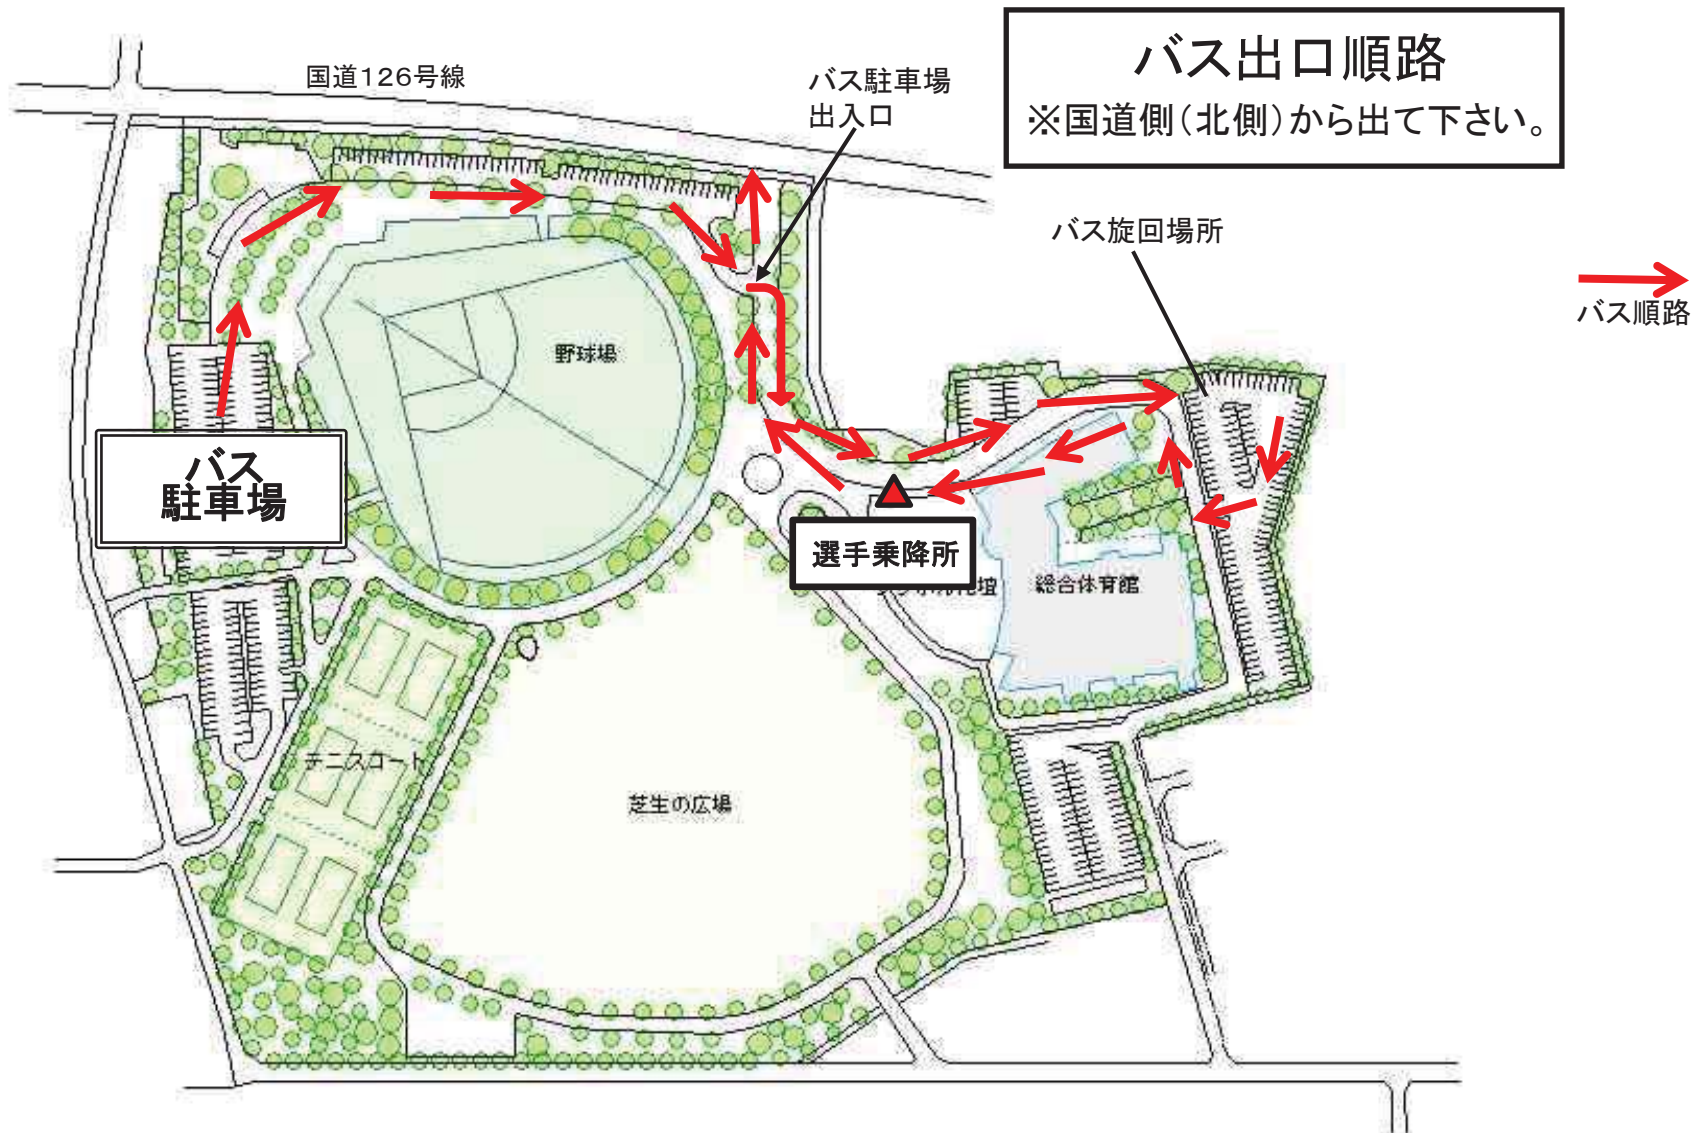 バス出口順路
※国道側（北側）から出て下さい。
国道126号線
バス駐車場
出入口
バス旋回場所
バス順路
野球場
バス
駐車場
選手乗降所
総合体育館
テニスコート
芝生の広場